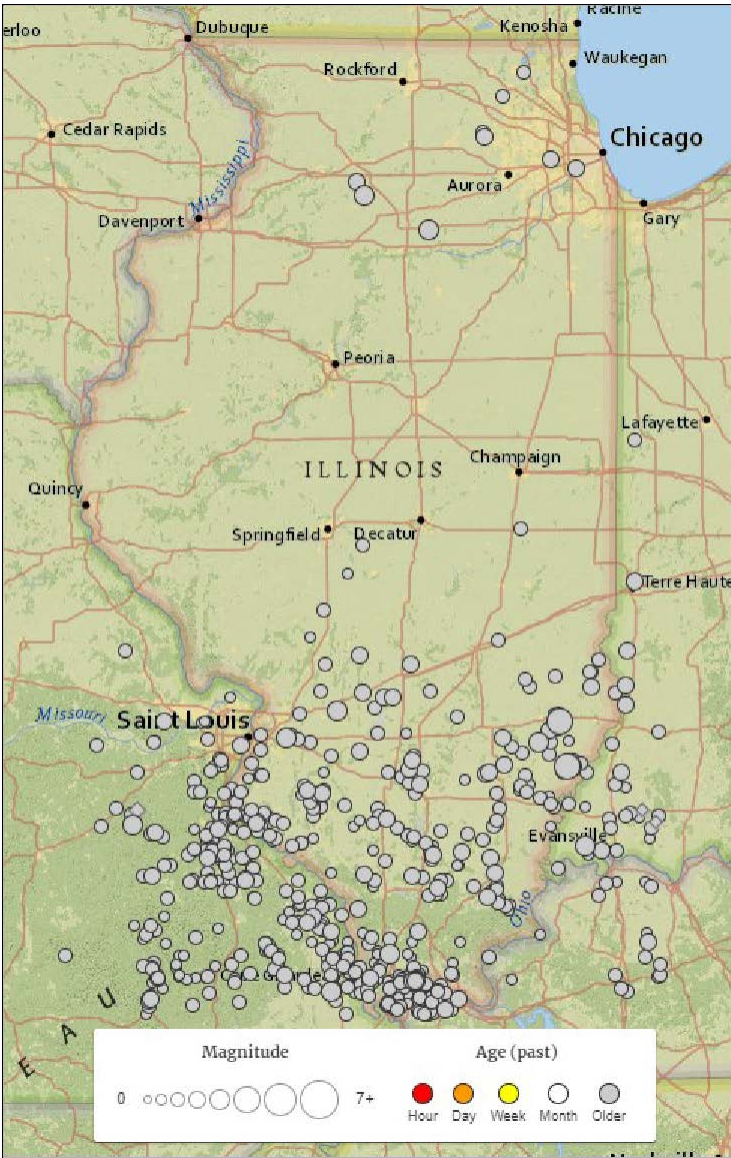 Racine
erloo
Dubuque
Kenosha
Waukegan
Rockford
Cedar Rapids
Chicago
Mississippi
Aurora
Davenport
Gary
Peoria
Lafayette
ILLINOIS
Champaign
Quincy
Springfield
Decatur
Terre Haute
Missouri
Saint Louis
Evansville
Ohio
E A U
Magnitude
Age (past)
0
7+
Hour
Day
Week
Month
Older